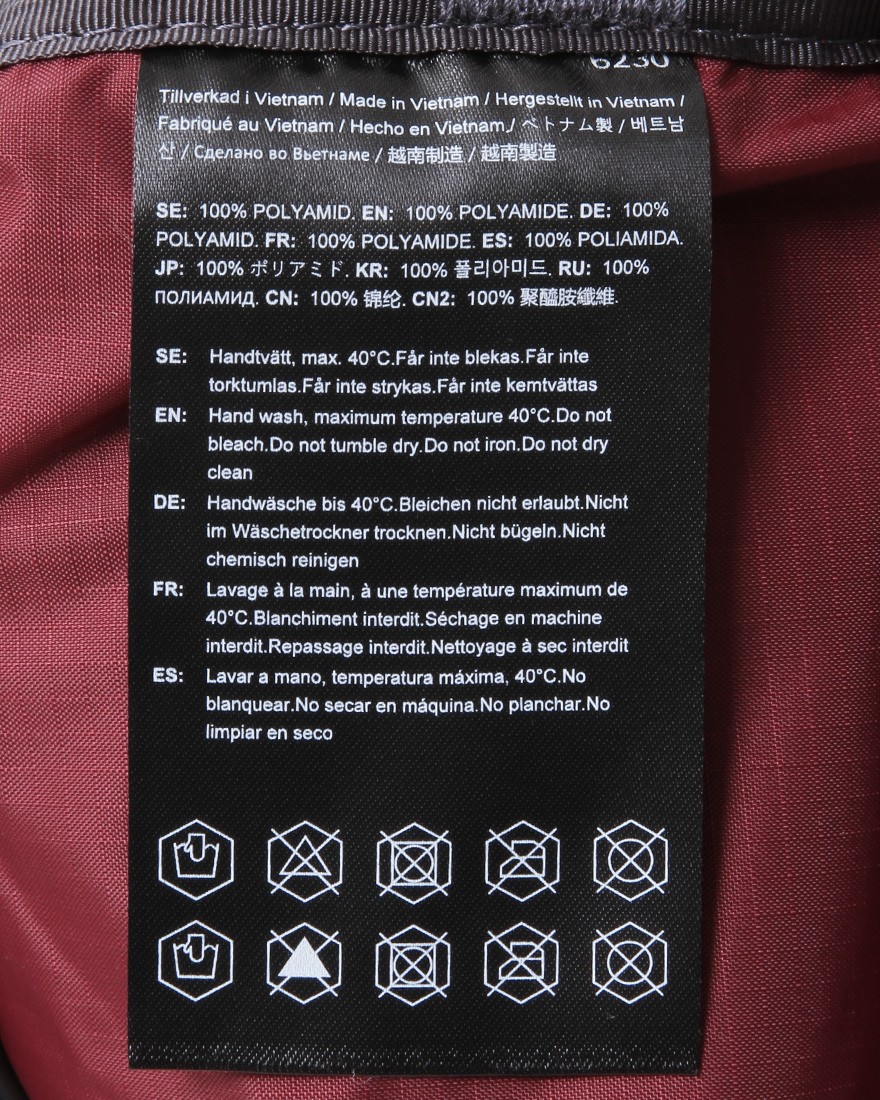 6230
Tillverkad i Vietnam / Made in Vietnam / Hergestellt in Vietnam /
Fabriqué au Vietnam / Hecho en Vietnam / ベトナム製 / 베트남
산 / Сделано во Вьетнаме / 越南制造 / 越南製造
SE: 100% POLYAMID. EN: 100% POLYAMIDE. DE: 100%
POLYAMID. FR: 100% POLYAMIDE. ES: 100% POLIAMIDA.
JP: 100% ポリアミド. KR: 100% 폴리아미드. RU: 100%
ПОЛИАМИД. CN: 100% 锦纶. CN2: 100% 聚醯胺纖維.
SE: Handtvätt, max. 40°C.Får inte blekas.Får inte
torktumlas.Får inte strykas.Får inte kemtvättas
EN: Hand wash, maximum temperature 40°C.Do not
bleach.Do not tumble dry.Do not iron.Do not dry
clean
DE: Handwäsche bis 40°C.Bleichen nicht erlaubt.Nicht
im Wäschetrockner trocknen.Nicht bügeln.Nicht
chemisch reinigen
FR: Lavage à la main, à une température maximum de
40°C.Blanchiment interdit.Séchage en machine
interdit.Repassage interdit.Nettoyage à sec interdit
ES: Lavar a mano, temperatura máxima, 40°C.No
blanquear.No secar en máquina.No planchar.No
limpiar en seco